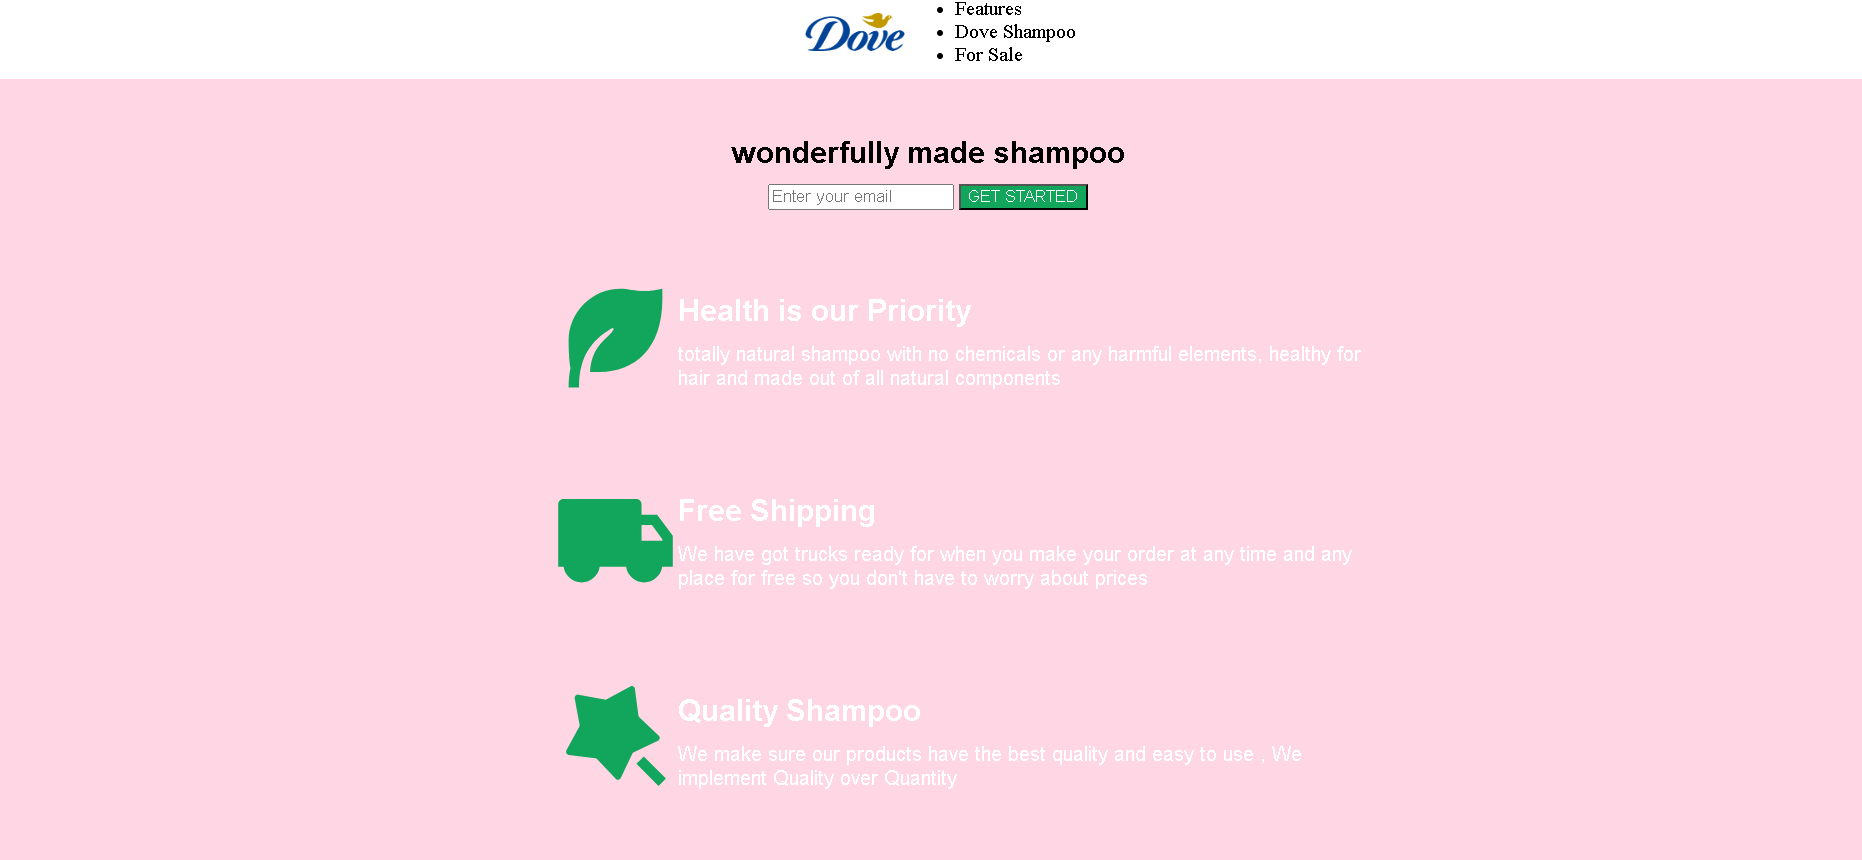 Dove
Features
Dove Shampoo
For Sale
wonderfully made shampoo
Enter your email GET STARTED
Health is our Priority
totally natural shampoo with no chemicals or any harmful elements, healthy for
hair and made out of all natural components
Free Shipping
We have got trucks ready for when you make your order at any time and any
place for free so you don't have to worry about prices
Quality Shampoo
We make sure our products have the best quality and easy to use , We
implement Quality over Quantity